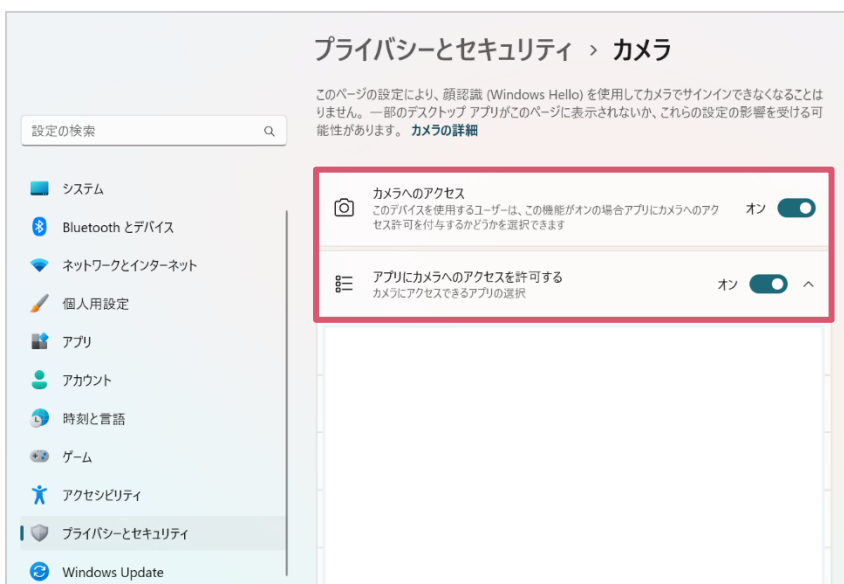 プライバシーとセキュリティ › カメラ
このページの設定により、顔認識 (Windows Hello) を使用してカメラでサインインできなくなることは
りません。一部のデスクトップ アプリがこのページに表示されないか、これらの設定の影響を受ける可
能性があります。 カメラの詳細
設定の検索
システム
Bluetooth とデバイス
ネットワークとインターネット
個人用設定
アプリ
アカウント
時刻と言語
ゲーム
アクセシビリティ
プライバシーとセキュリティ
Windows Update
カメラへのアクセス
このデバイスを使用するユーザーは、この機能がオンの場合アプリにカメラへのアク
セス許可を付与するかどうかを選択できます
オン
アプリにカメラへのアクセスを許可する
カメラにアクセスできるアプリの選択
オン